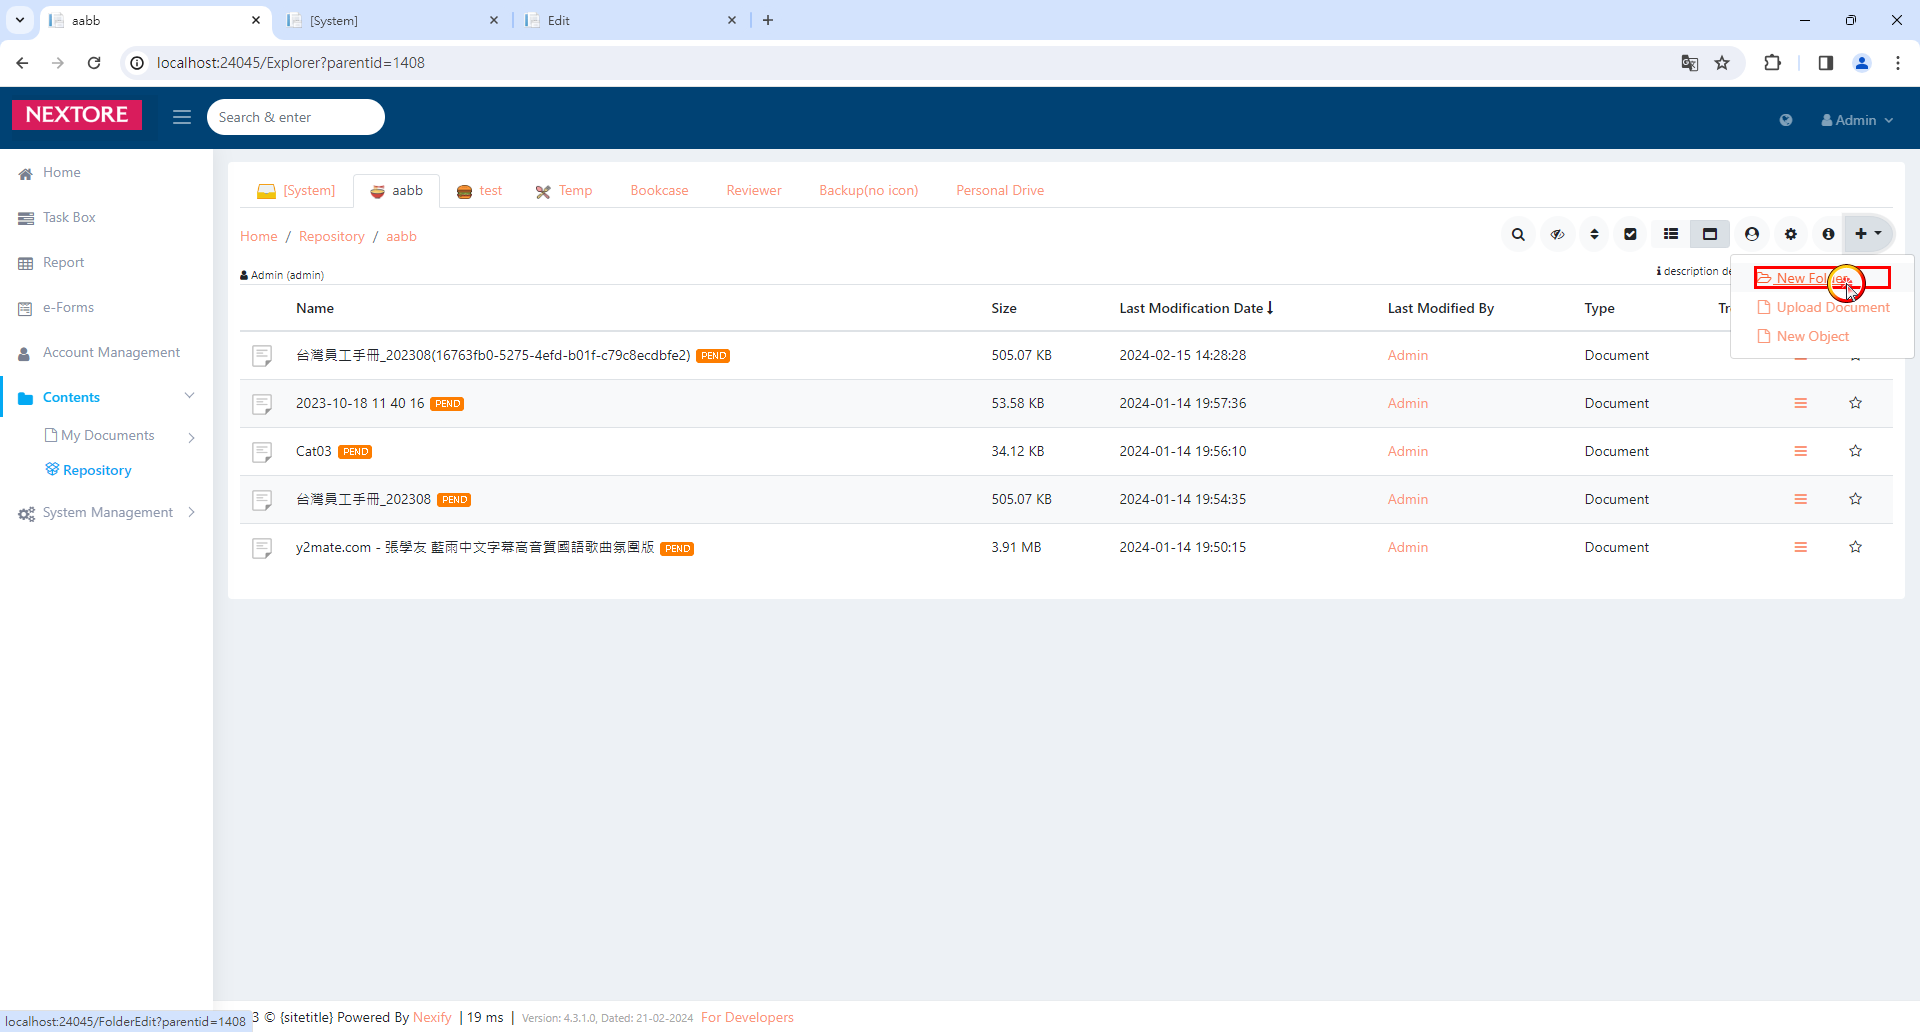 aabb
[System]
Edit
localhost:24045/Explorer?parentid=1408
NEXTORE
Search & enter
Admin
Home
Task Box
Report
e-Forms
Account Management
Contents
My Documents
Repository
System Management
[System]
aabb
test
Temp
Bookcase
Reviewer
Backup(no icon)
Personal Drive
Home / Repository / aabb
Admin (admin)
description
New Folder
Upload Document
New Object
Name Size Last Modification Date Last Modified By Type
台灣員工手冊_202308(16763fb0-5275-4efd-b01f-c79c8ecdbfe2) PEND 505.07 KB 2024-02-15 14:28:28 Admin Document
2023-10-18 11 40 16 PEND 53.58 KB 2024-01-14 19:57:36 Admin Document
Cat03 PEND 34.12 KB 2024-01-14 19:56:10 Admin Document
台灣員工手冊_202308 PEND 505.07 KB 2024-01-14 19:54:35 Admin Document
y2mate.com - 張學友 藍雨中文字幕高音質國語歌曲氛圍版 PEND 3.91 MB 2024-01-14 19:50:15 Admin Document
localhost:24045/FolderEdit?parentid=1408
3 © {sitetitle} Powered By Nexify | 19 ms | Version: 4.3.1.0, Dated: 21-02-2024 For Developers